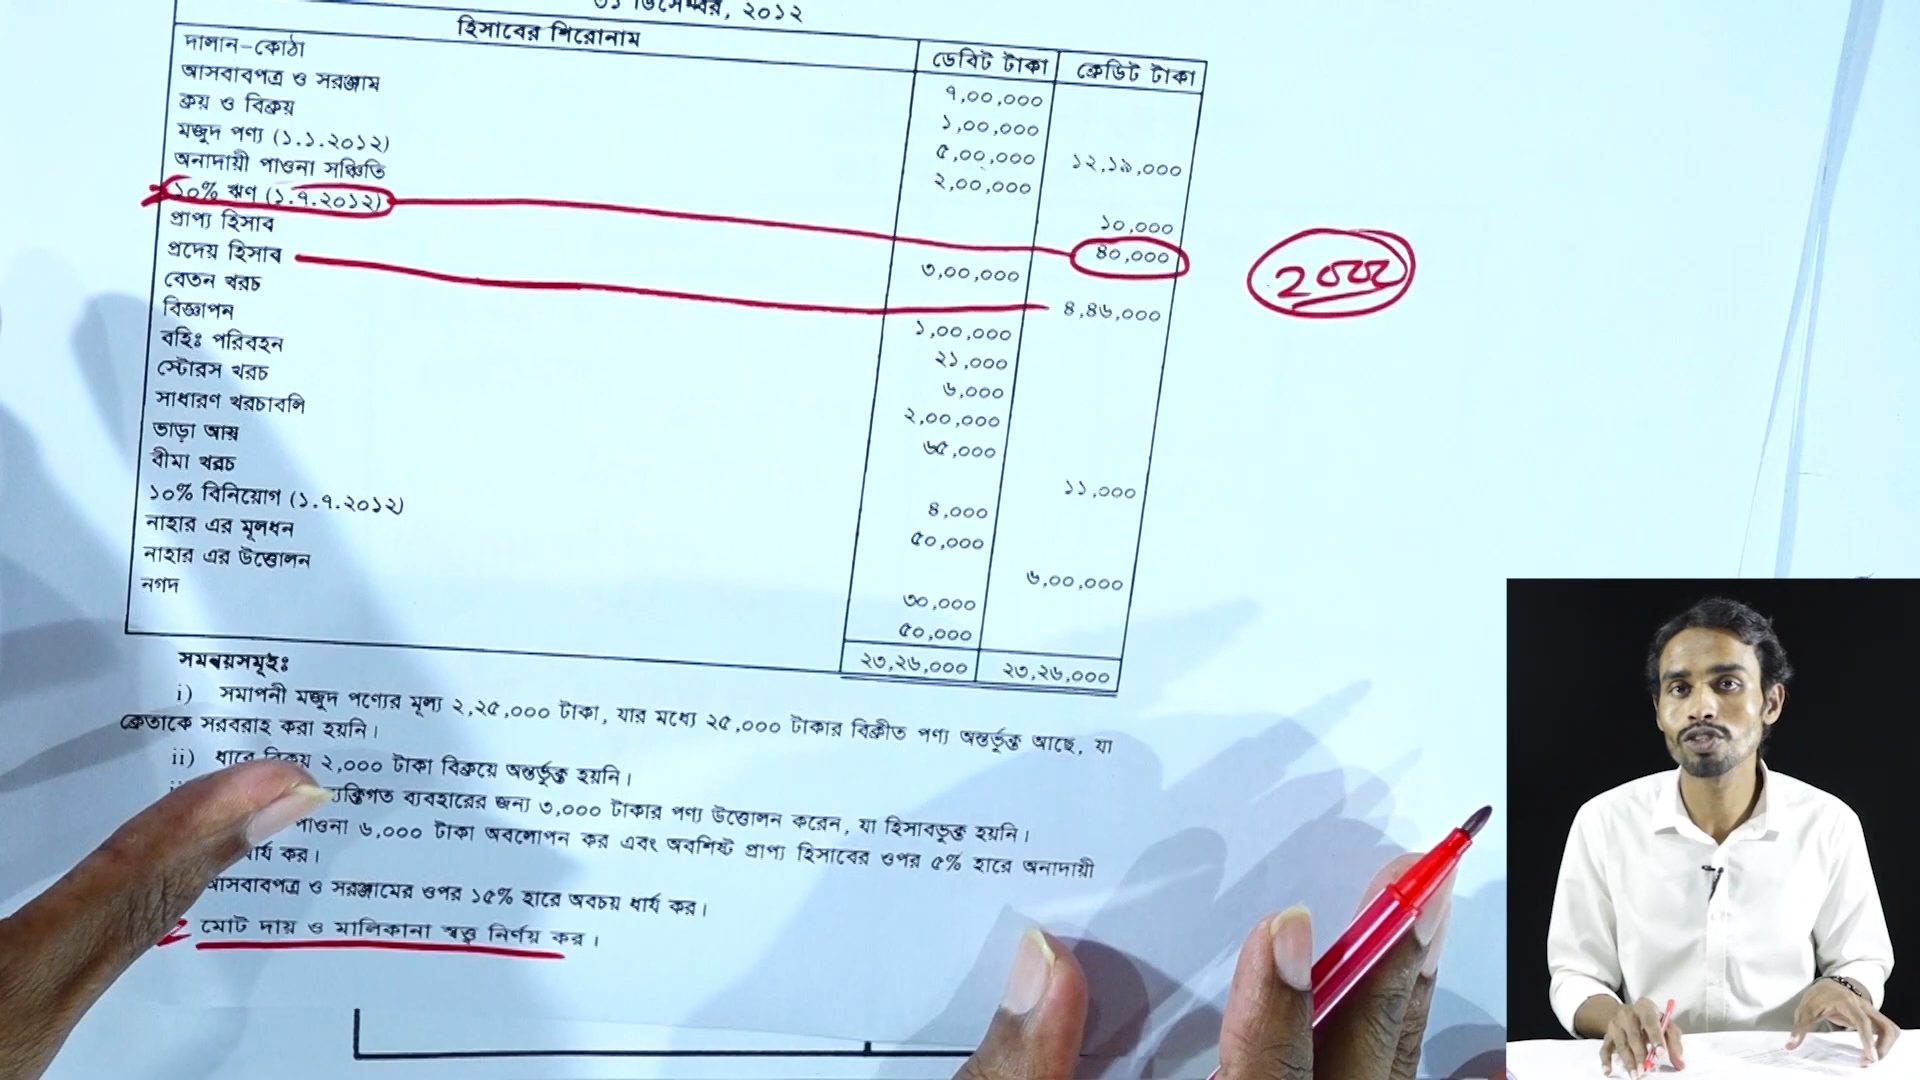 ডিসেম্বর, ২০১২
হিসাবের শিরোনাম ডেবিট টাকা ক্রেডিট টাকা
দালান-কোঠা ৭,০০,০০০
আসবাবপত্র ও সরঞ্জাম ১,০০,০০০
ক্রয় ও বিক্রয় ৫,০০,০০০ ১২,১৯,০০০
মজুদ পণ্য (১.১.২০১২) ২,০০,০০০
অনাদায়ী পাওনা সঞ্চিতি ১০,০০০
১০% ঋণ (১.৭.২০১২) ৪০,০০০
প্রাপ্য হিসাব ৩,০০,০০০
প্রদেয় হিসাব ৪,৪৬,০০০
বেতন খরচ ১,০০,০০০
বিজ্ঞাপন ২১,০০০
বহিঃ পরিবহন ৬,০০০
স্টোরস খরচ ২,০০,০০০
সাধারণ খরচাবলি ৬৫,০০০
ভাড়া আয় ১১,০০০
বীমা খরচ ৪,০০০
১০% বিনিয়োগ (১.৭.২০১২) ৫০,০০০
নাহার এর মূলধন ৬,০০,০০০
নাহার এর উত্তোলন ৩০,০০০
নগদ ৫০,০০০
২৩,২৬,০০০ ২৩,২৬,০০০
2000
সমন্বয়সমূহঃ
i) সমাপনী মজুদ পণ্যের মূল্য ২,২৫,০০০ টাকা, যার মধ্যে ২৫,০০০ টাকার বিক্রীত পণ্য অন্তর্ভুক্ত আছে, যা
ক্রেতাকে সরবরাহ করা হয়নি।
ii) ধারে বিক্রয় ২,০০০ টাকা বিক্রয়ে অন্তর্ভুক্ত হয়নি।
ব্যবহারের জন্য ৩,০০০ টাকার পণ্য উত্তোলন করেন, যা হিসাবভুক্ত হয়নি।
পাওনা ৬,০০০ টাকা অবলোপন কর এবং অবশিষ্ট প্রাপ্য হিসাবের ওপর ৫% হারে অনাদায়ী
কর।
আসবাবপত্র ও সরঞ্জামের ওপর ১৫% হারে অবচয় ধার্য কর।
মোট দায় ও মালিকানা স্বত্ত্ব নির্ণয় কর।